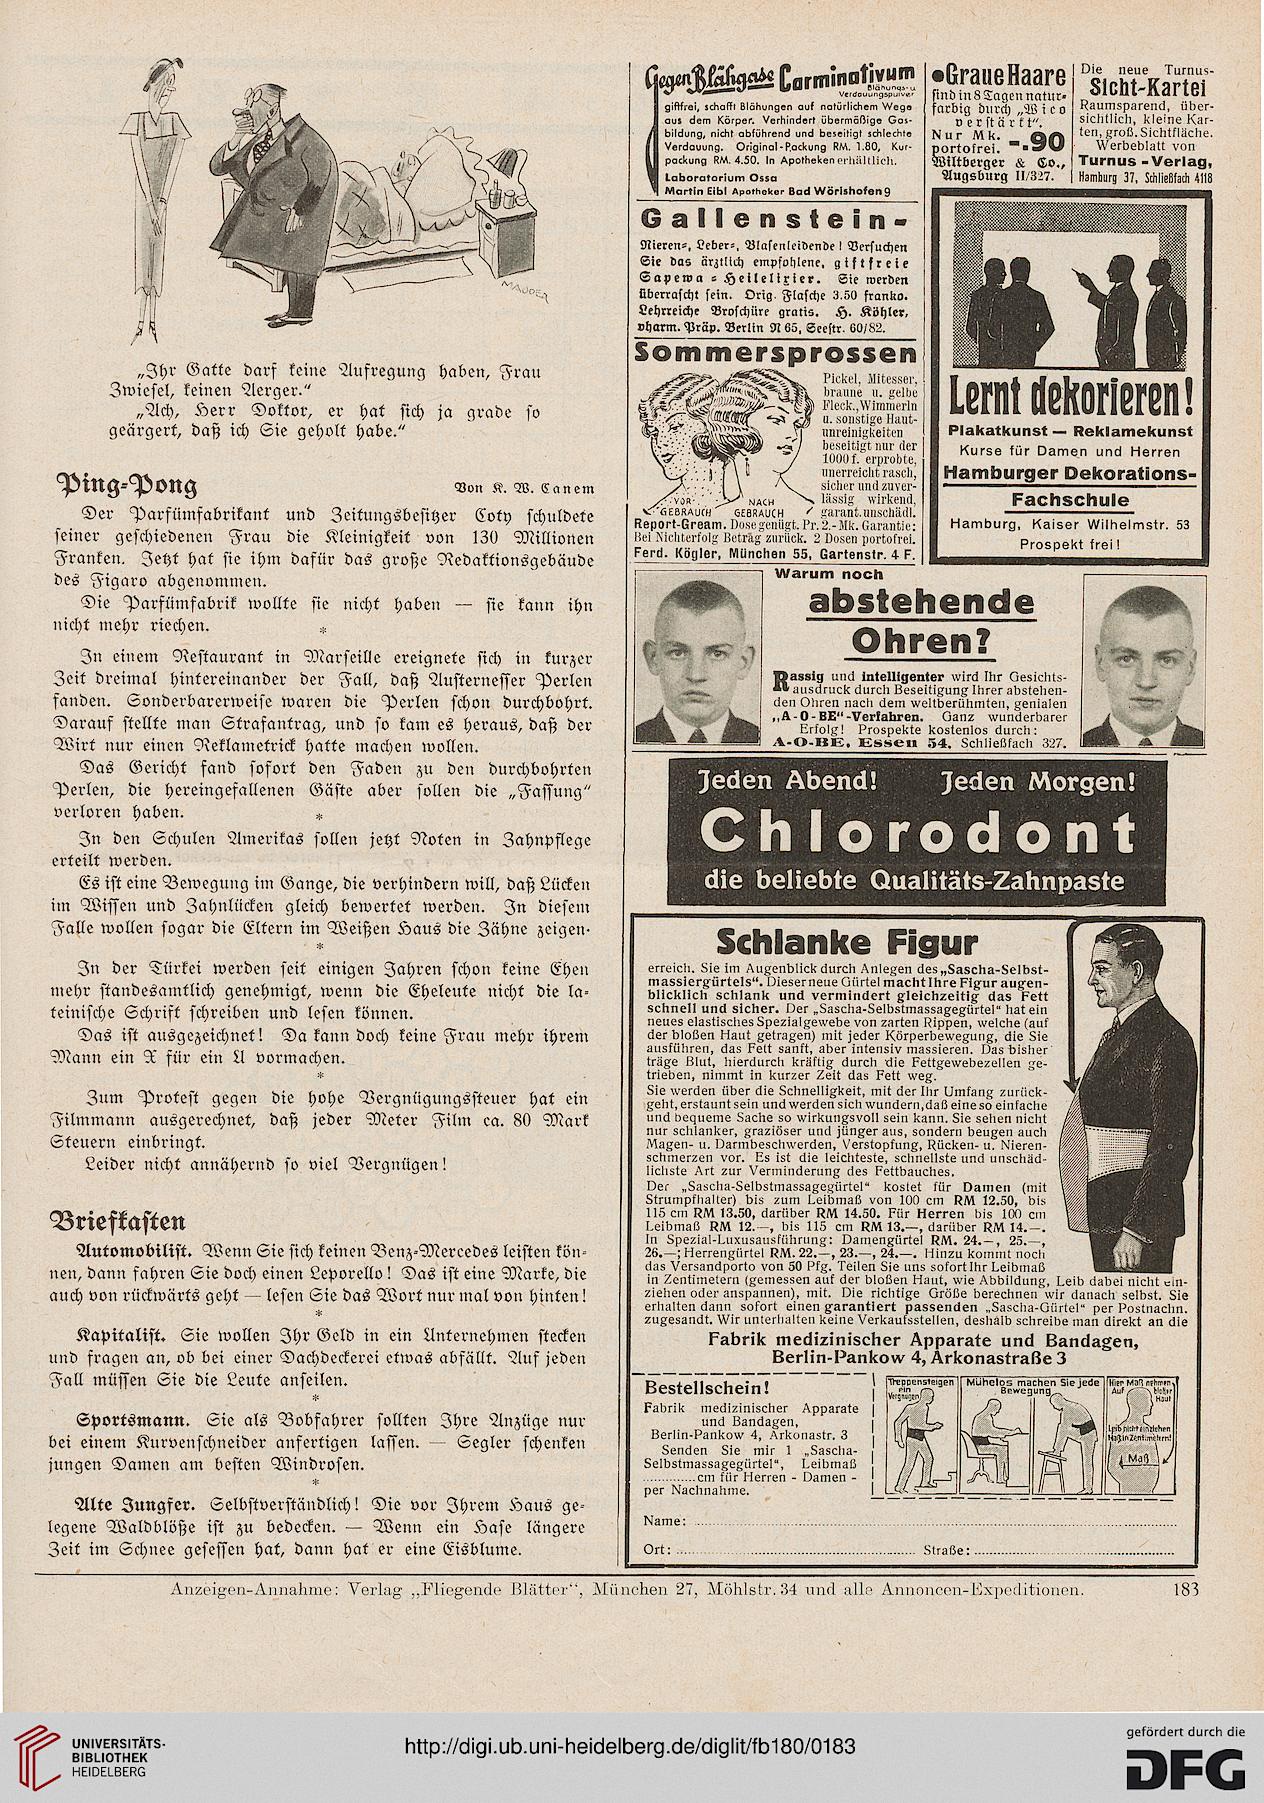 MAUDER
„Ihr Gatte darf keine Aufregung haben, Frau
Zwiesel, keinen Aerger.“
„Ach, Herr Doktor, er hat sich ja grade so
geärgert, daß ich Sie geholt habe.“
Ping-Pong
Von K. W. Canem
Der Parfümfabrikant und Zeitungsbesitzer Coty schuldete
seiner geschiedenen Frau die Kleinigkeit von 130 Millionen
Franken. Jetzt hat sie ihm dafür das große Redaktionsgebäude
des Figaro abgenommen.
Die Parfümfabrik wollte sie nicht haben — sie kann ihn
nicht mehr riechen.
*
In einem Restaurant in Marseille ereignete sich in kurzer
Zeit dreimal hintereinander der Fall, daß Austernesser Perlen
fanden. Sonderbarerweise waren die Perlen schon durchbohrt.
Darauf stellte man Strafantrag, und so kam es heraus, daß der
Wirt nur einen Reklametrick hatte machen wollen.
Das Gericht fand sofort den Faden zu den durchbohrten
Perlen, die hereingefallenen Gäste aber sollen die „Fassung“
verloren haben.
*
In den Schulen Amerikas sollen jetzt Noten in Zahnpflege
erteilt werden.
Es ist eine Bewegung im Gange, die verhindern will, daß Lücken
im Wissen und Zahnlücken gleich bewertet werden. In diesem
Falle wollen sogar die Eltern im Weißen Haus die Zähne zeigen.
*
In der Türkei werden seit einigen Jahren schon keine Ehen
mehr standesamtlich genehmigt, wenn die Eheleute nicht die la-
teinische Schrift schreiben und lesen können.
Das ist ausgezeichnet! Da kann doch keine Frau mehr ihrem
Mann ein X für ein U vormachen.
*
Zum Protest gegen die hohe Vergnügungssteuer hat ein
Filmmann ausgerechnet, daß jeder Meter Film ca. 80 Mark
Steuern einbringt.
Leider nicht annähernd so viel Vergnügen!
Briefkasten
Automobilist. Wenn Sie sich keinen Benz-Mercedes leisten kön-
nen, dann fahren Sie doch einen Leporello! Das ist eine Marke, die
auch von rückwärts geht — lesen Sie das Wort nur mal von hinten!
*
Kapitalist. Sie wollen Ihr Geld in ein Unternehmen stecken
und fragen an, ob bei einer Dachdeckerei etwas abfällt. Auf jeden
Fall müssen Sie die Leute anseilen.
*
Sportsmann. Sie als Bobfahrer sollten Ihre Anzüge nur
bei einem Kurvenschneider anfertigen lassen. — Segler schenken
jungen Damen am besten Windrosen.
*
Alte Jungfer. Selbstverständlich! Die vor Ihrem Haus ge-
legene Waldblöße ist zu bedecken. — Wenn ein Hase längere
Zeit im Schnee gesessen hat, dann hat er eine Eisblume.
Gegen Blähgase Carminativum
Blähungs- u.
Verdauungspulver
giftfrei, schafft Blähungen auf natürlichem Wege
aus dem Körper. Verhindert übermäßige Gas-
bildung, nicht abführend und beseitigt schlechte
Verdauung. Original-Packung RM. 1.80, Kur-
packung RM. 4.50. In Apotheken erhältlich.
Laboratorium Ossa
Martin Eibl Apotheker Bad Wörishofen 9
Graue Haare
sind in 8 Tagen natur-
farbig durch „Wico
verstärkt“.
Nur Mk. -.90
portofrei.
Wiltberger & Co.,
Augsburg II/327.
Die neue Turnus-
Sicht-Kartei
Raumsparend, über-
sichtlich, kleine Kar-
ten, groß. Sichtfläche.
Werbeblatt von
Turnus-Verlag,
Hamburg 37, Schließfach 4118
Gallenstein-
Nieren-, Leber-, Blasenleidende! Versuchen
Sie das ärztlich empfohlene, giftfreie
Sapewa-Heilelixier. Sie werden
überrascht sein. Orig. Flasche 3.50 franko.
Lehrreiche Broschüre gratis. H. Köhler,
pharm. Präp. Berlin N 65, Seestr. 60/82.
Sommersprossen
Pickel, Mitesser,
braune u. gelbe
Fleck., Wimmerln
u. sonstige Haut-
unreinigkeiten
beseitigt nur der
1000 f. erprobte,
unerreicht rasch,
sicher und zuver-
lässig wirkend,
garant. unschädl.
VOR GEBRAUCH
NACH GEBRAUCH
Report-Gream. Dose genügt. Pr. 2.- Mk. Garantie:
Bei Nichterfolg Betrag zurück. 2 Dosen portofrei.
Ferd. Kögler, München 55, Gartenstr. 4 F.
Lernt dekorieren!
Plakatkunst — Reklamekunst
Kurse für Damen und Herren
Hamburger Dekorations-
Fachschule
Hamburg, Kaiser Wilhelmstr. 53
Prospekt frei!
Warum noch
abstehende
Ohren?
Rassig und intelligenter wird Ihr Gesichts-
ausdruck durch Beseitigung Ihrer abstehen-
den Ohren nach dem weltberühmten, genialen
„A-O-BE“-Verfahren. Ganz wunderbarer
Erfolg! Prospekte kostenlos durch:
A-O-BE, Essen 54, Schließfach 327.
Jeden Abend! Jeden Morgen!
Chlorodont
die beliebte Qualitäts-Zahnpaste
Schlanke Figur
erreich. Sie im Augenblick durch Anlegen des „Sascha-Selbst-
massiergürtels“. Dieser neue Gürtel macht Ihre Figur augen-
blicklich schlank und vermindert gleichzeitig das Fett
schnell und sicher. Der „Sascha-Selbstmassagegürtel“ hat ein
neues elastisches Spezialgewebe von zarten Rippen, welche (auf
der bloßen Haut getragen) mit jeder Körperbewegung, die Sie
ausführen, das Fett sanft, aber intensiv massieren. Das bisher
träge Blut, hierdurch kräftig durch die Fettgewebezellen ge-
trieben, nimmt in kurzer Zeit das Fett weg.
Sie werden über die Schnelligkeit, mit der Ihr Umfang zurück-
geht, erstaunt sein und werden sich wundern, daß eine so einfache
und bequeme Sache so wirkungsvoll sein kann. Sie sehen nicht
nur schlanker, graziöser und jünger aus, sondern beugen auch
Magen- u. Darmbeschwerden, Verstopfung, Rücken- u. Nieren-
schmerzen vor. Es ist die leichteste, schnellste und unschäd-
lichste Art zur Verminderung des Fettbauches.
Der „Sascha-Selbstmassagegürtel“ kostet für Damen (mit
Strumpfhalter) bis zum Leibmaß von 100 cm RM 12.50, bis
115 cm RM 13.50, darüber RM 14.50. Für Herren bis 100 cm
Leibmaß RM 12.—, bis 115 cm RM 13.—, darüber RM 14.—.
In Spezial-Luxusausführung: Damengürtel RM. 24.—, 25.—,
26.—; Herrengürtel RM. 22.—, 23.—, 24.—. Hinzu kommt noch
das Versandporto von 50 Pfg. Teilen Sie uns sofort Ihr Leibmaß
in Zentimetern (gemessen auf der bloßen Haut, wie Abbildung, Leib dabei nicht ein-
ziehen oder anspannen), mit. Die richtige Größe berechnen wir danach selbst. Sie
erhalten dann sofort einen garantiert passenden „Sascha-Gürtel“ per Postnachn.
zugesandt. Wir unterhalten keine Verkaufsstellen, deshalb schreibe man direkt an die
Fabrik medizinischer Apparate und Bandagen,
Berlin-Pankow 4, Arkonastraße 3
Bestellschein!
Fabrik medizinischer Apparate
und Bandagen,
Berlin-Pankow 4, Arkonastr. 3
Senden Sie mir 1 „Sascha-
Selbstmassagegürtel“, Leibmaß
............cm für Herren - Damen -
per Nachnahme.
Treppensteigen
ein
Vergnügen
Mühelos machen Sie jede
Bewegung
Hier Maß nehmen,
Auf bloßer
Haut
Leib nicht einziehen
Maß in Zentimetern!
Maß
Name:
Ort: Straße:
Anzeigen-Annahme: Verlag „Fliegende Blätter“, München 27, Möhlstr. 34 und alle Annoncen-Expeditionen. 183
UNIVERSITÄTS-
BIBLIOTHEK
HEIDELBERG
http://digi.ub.uni-heidelberg.de/diglit/fb180/0183
gefördert durch die
DFG